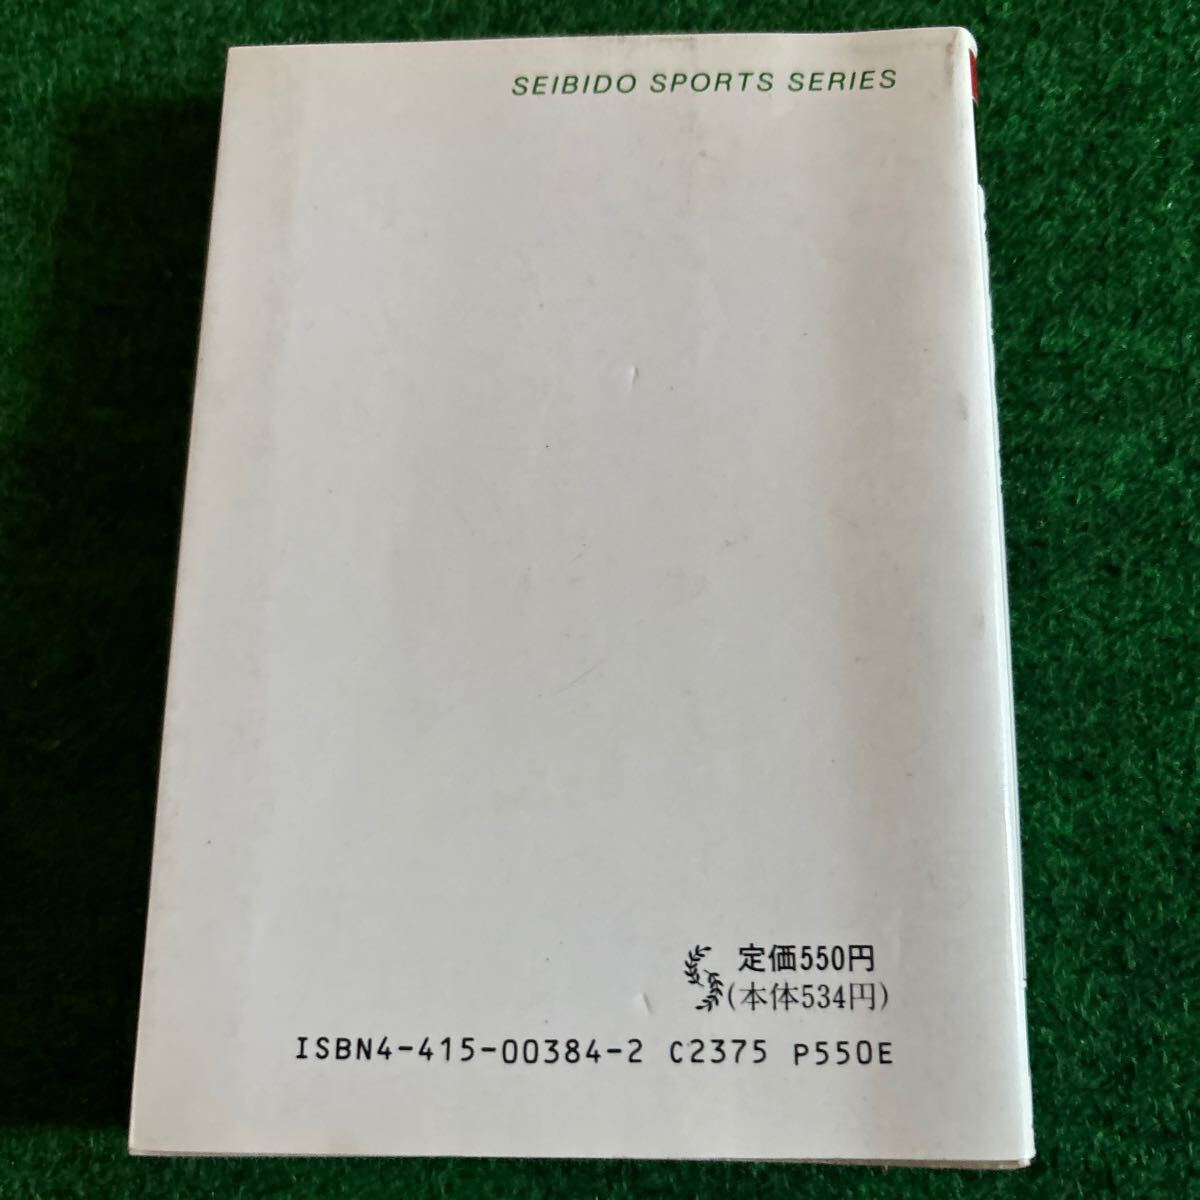 SEIBIDO SPORTS SERIES
定価550円
(本体534円)
ISBN4-415-00384-2 C2375 P550E